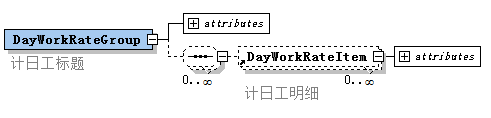 attributes
DayWorkRateGroup
计日工标题
0..∞
DayWorkRateItem
attributes
0..∞
计日工明细